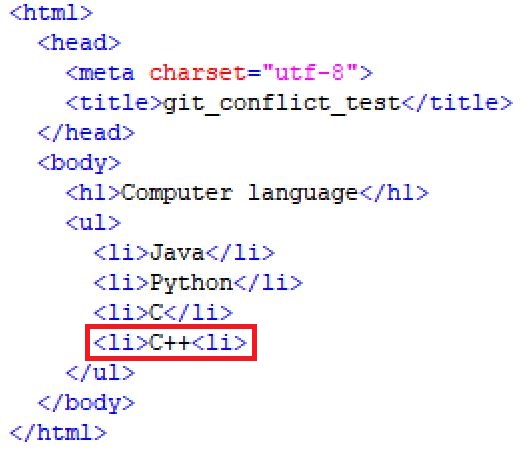 <html>
<head>
<meta charset="utf-8">
<title>git_conflict_test</title>
</head>
<body>
<h1>Computer language</h1>
<ul>
<li>Java</li>
<li>Python</li>
<li>C</li>
<li>C++<li>
</ul>
</body>
</html>